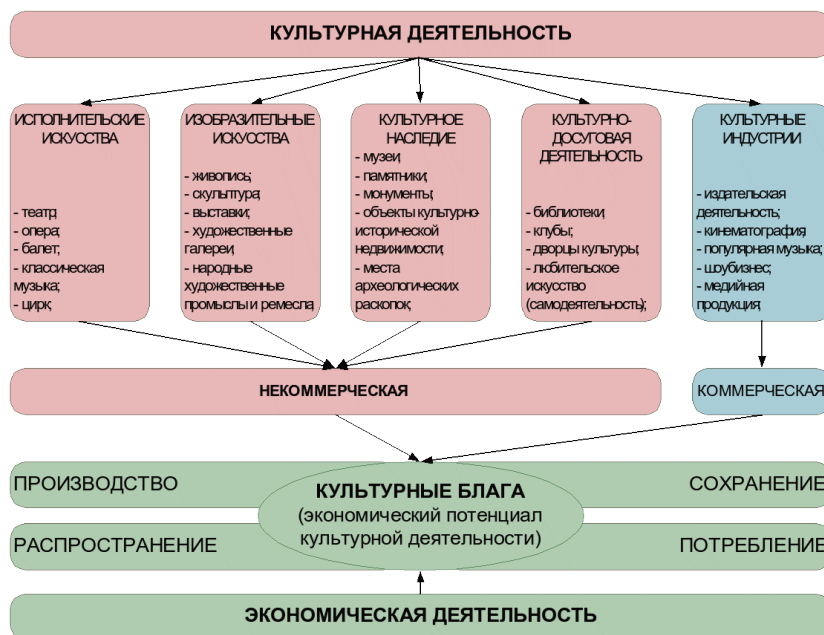 КУЛЬТУРНАЯ ДЕЯТЕЛЬНОСТЬ
ИСПОЛНИТЕЛЬСКИЕ
ИСКУССТВА
- театр;
- опера;
- балет;
- классическая
музыка;
- цирк;
ИЗОБРАЗИТЕЛЬНЫЕ
ИСКУССТВА
- живопись;
- скульптура;
- выставки;
- художественные
галереи;
- народные
художественные
промыслы и ремесла;
КУЛЬТУРНОЕ
НАСЛЕДИЕ
- музеи;
- памятники;
- монументы;
- объекты культурно-
исторической
недвижимости;
- места
археологических
раскопок;
КУЛЬТУРНО-
ДОСУГОВАЯ
ДЕЯТЕЛЬНОСТЬ
- библиотеки;
- клубы;
- дворцы культуры;
- любительское
искусство
(самодеятельность);
КУЛЬТУРНЫЕ
ИНДУСТРИИ
- издательская
деятельность;
- кинематография;
- популярная музыка;
- шоубизнес;
- медийная
продукция;
НЕКОММЕРЧЕСКАЯ
КОММЕРЧЕСКАЯ
ПРОИЗВОДСТВО
СОХРАНЕНИЕ
КУЛЬТУРНЫЕ БЛАГА
(экономический потенциал
культурной деятельности)
РАСПРОСТРАНЕНИЕ
ПОТРЕБЛЕНИЕ
ЭКОНОМИЧЕСКАЯ ДЕЯТЕЛЬНОСТЬ